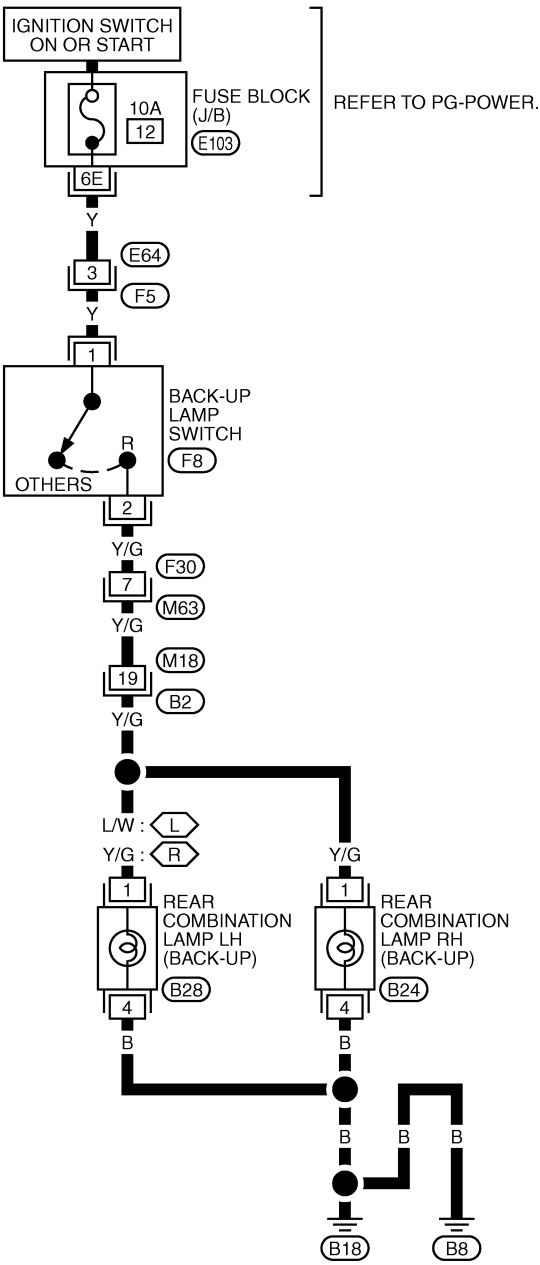 IGNITION SWITCH
ON OR START
10A
12
FUSE BLOCK
(J/B)
E103
REFER TO PG-POWER.
6E
Y
E64
3
F5
Y
1
BACK-UP
LAMP
SWITCH
F8
R
OTHERS
2
Y/G
F30
7
M63
Y/G
M18
19
B2
Y/G
L/W : L
Y/G : R
Y/G
1
REAR
COMBINATION
LAMP LH
(BACK-UP)
B28
4
B
1
REAR
COMBINATION
LAMP RH
(BACK-UP)
B24
4
B
B
B
B
B18
B8